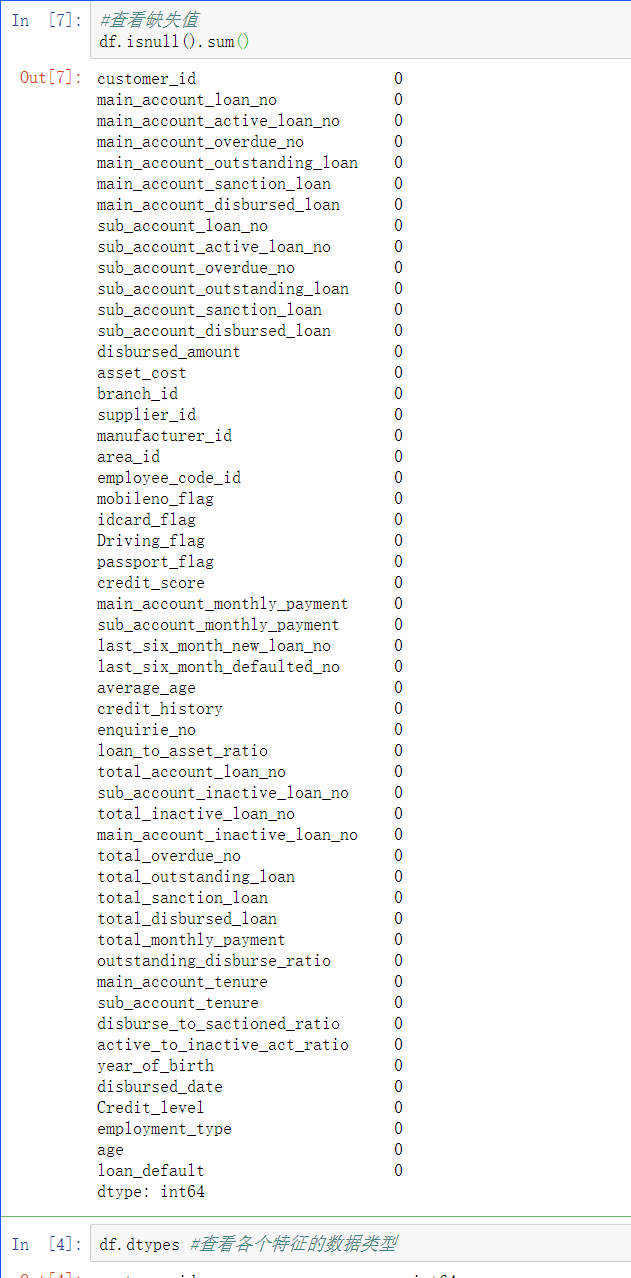 In [7]: #查看缺失值
df.isnull().sum()
Out[7]: customer_id 0
main_account_loan_no 0
main_account_active_loan_no 0
main_account_overdue_no 0
main_account_outstanding_loan 0
main_account_sanction_loan 0
main_account_disbursed_loan 0
sub_account_loan_no 0
sub_account_active_loan_no 0
sub_account_overdue_no 0
sub_account_outstanding_loan 0
sub_account_sanction_loan 0
sub_account_disbursed_loan 0
disbursed_amount 0
asset_cost 0
branch_id 0
supplier_id 0
manufacturer_id 0
area_id 0
employee_code_id 0
mobileno_flag 0
idcard_flag 0
Driving_flag 0
passport_flag 0
credit_score 0
main_account_monthly_payment 0
sub_account_monthly_payment 0
last_six_month_new_loan_no 0
last_six_month_defaulted_no 0
average_age 0
credit_history 0
enquirie_no 0
loan_to_asset_ratio 0
total_account_loan_no 0
sub_account_inactive_loan_no 0
total_inactive_loan_no 0
main_account_inactive_loan_no 0
total_overdue_no 0
total_outstanding_loan 0
total_sanction_loan 0
total_disbursed_loan 0
total_monthly_payment 0
outstanding_disburse_ratio 0
main_account_tenure 0
sub_account_tenure 0
disburse_to_sactioned_ratio 0
active_to_inactive_act_ratio 0
year_of_birth 0
disbursed_date 0
Credit_level 0
employment_type 0
age 0
loan_default 0
dtype: int64
In [4]: df.dtypes #查看各个特征的数据类型